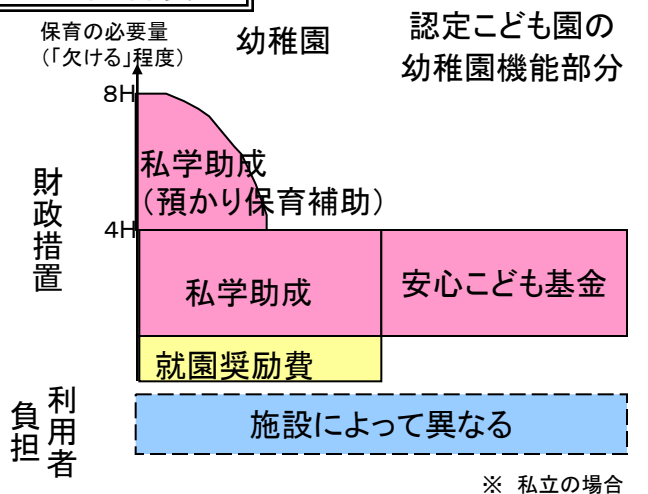 保育の必要量
（「欠ける」程度）
幼稚園
認定こども園の
幼稚園機能部分
8H
私学助成
（預かり保育補助）
財政措置
4H
私学助成
安心こども基金
就園奨励費
利用者
負担
施設によって異なる
※ 私立の場合